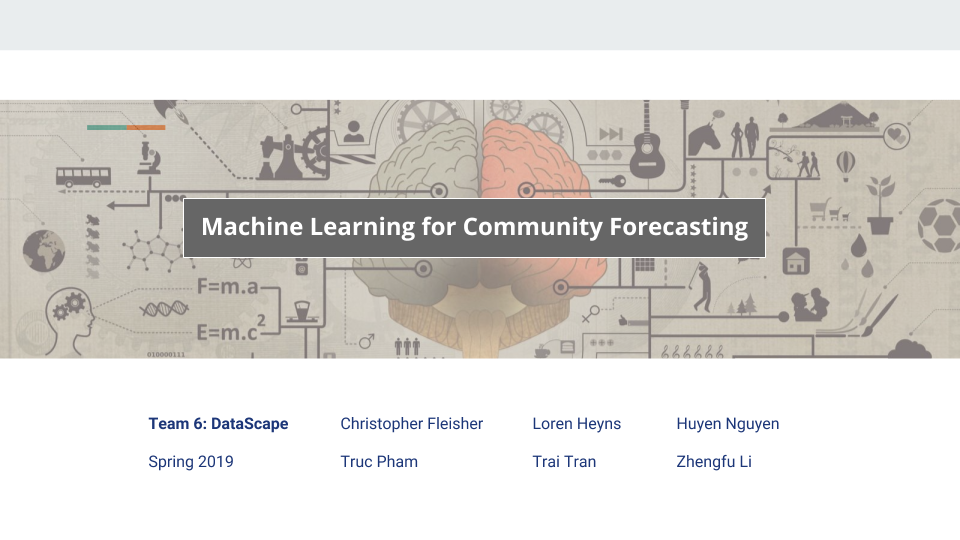 Machine Learning for Community Forecasting
F=m.a
E=m.c²
010000111
Team 6: DataScape Christopher Fleisher Loren Heyns Huyen Nguyen
Spring 2019 Truc Pham Trai Tran Zhengfu Li